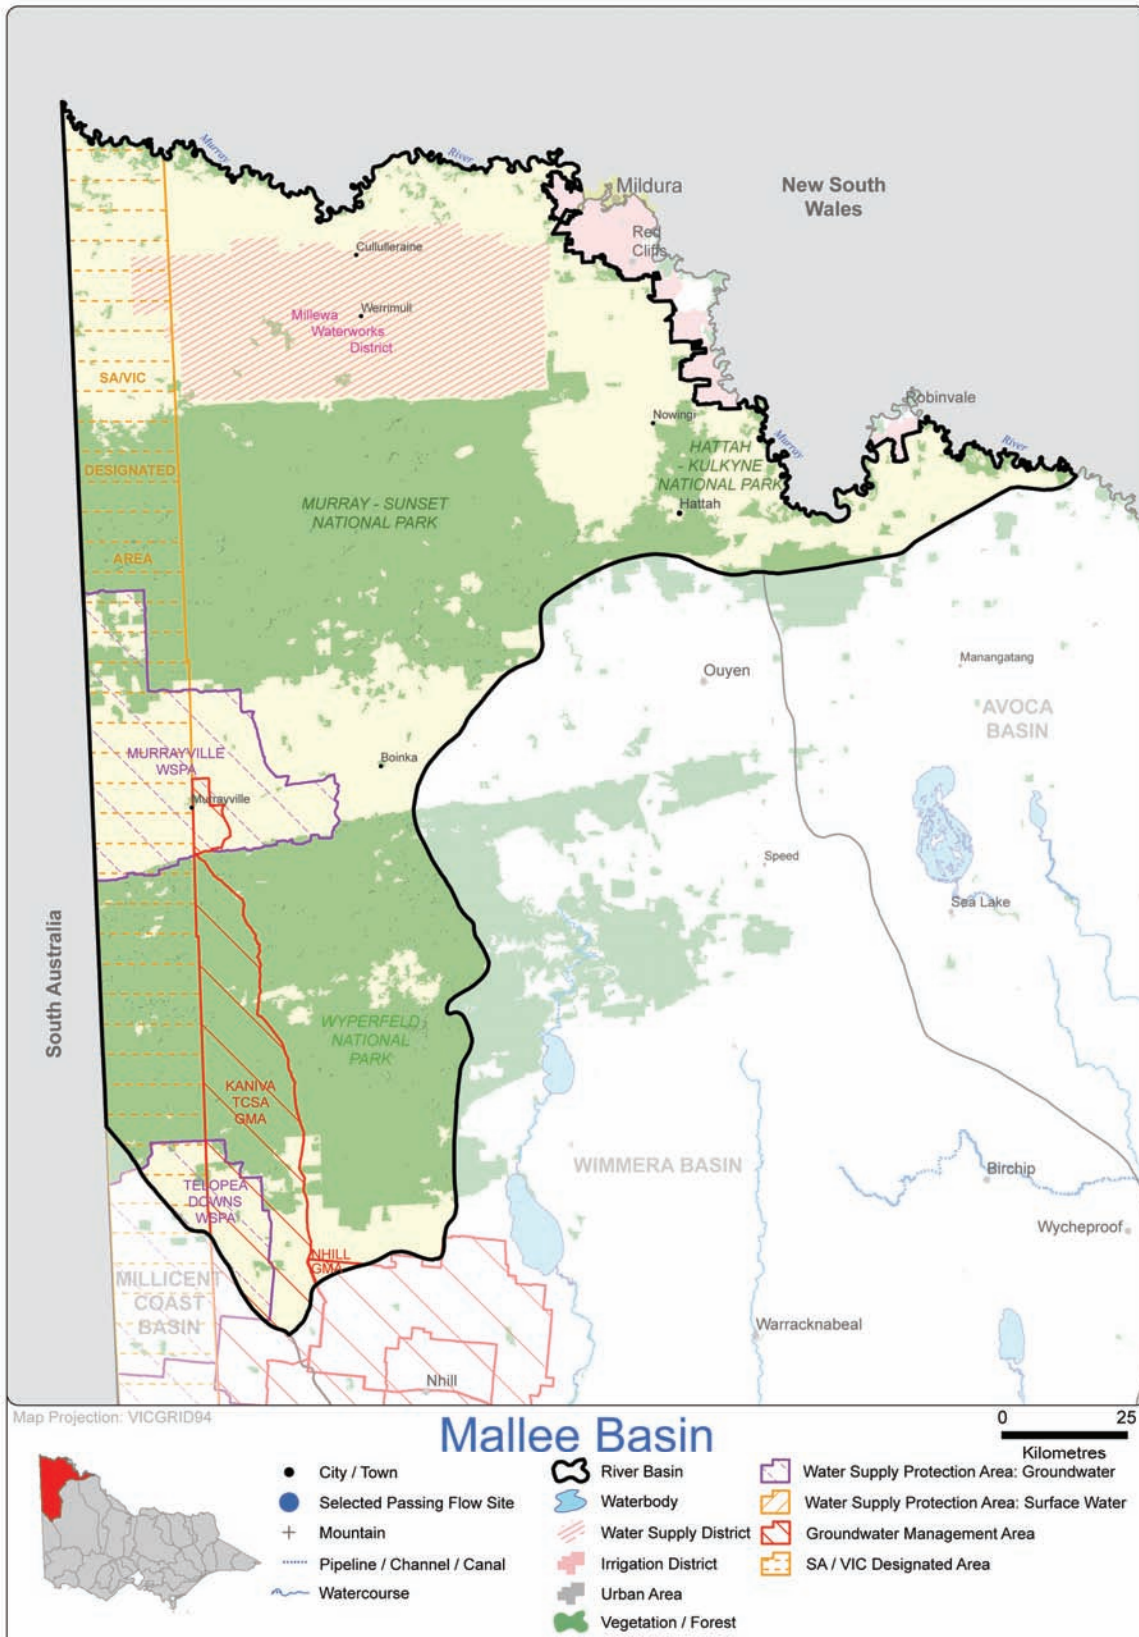 Murray
River
Mildura
New South
Wales
Red
Cliffs
Cullulleraine
Werrimull
Millewa
Waterworks
District
SA/VIC
Robinvale
Nowingi
Murray
River
HATTAH
- KULKYNE
NATIONAL PARK
DESIGNATED
MURRAY - SUNSET
NATIONAL PARK
Hattah
AREA
Manangatang
Ouyen
AVOCA
BASIN
MURRAYVILLE
WSPA
Boinka
Murrayville
Speed
Sea Lake
South Australia
WYPERFELD
NATIONAL
PARK
KANIVA
TCSA
GMA
WIMMERA BASIN
Birchip
TELOPEA
DOWNS
WSPA
Wycheproof
NHILL
GMA
MILLICENT
COAST
BASIN
Warracknabeal
Nhill
Map Projection: VICGRID94
Mallee Basin
0 25
Kilometres
City / Town
Selected Passing Flow Site
Mountain
Pipeline / Channel / Canal
Watercourse
River Basin
Waterbody
Water Supply District
Irrigation District
Urban Area
Vegetation / Forest
Water Supply Protection Area: Groundwater
Water Supply Protection Area: Surface Water
Groundwater Management Area
SA / VIC Designated Area